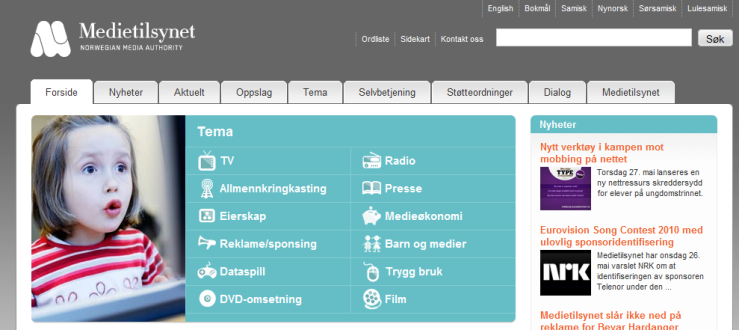 English Bokmål Samisk Nynorsk Sørsamisk Lulesamisk
Medietilsynet
NORWEGIAN MEDIA AUTHORITY
Ordliste Sidekart Kontakt oss Søk
Forside Nyheter Aktuelt Oppslag Tema Selvbetjening Støtteordninger Dialog Medietilsynet
Tema
TV
Radio
Allmennkringkasting
Presse
Eierskap
Medieøkonomi
Reklame/sponsing
Barn og medier
Dataspill
Trygg bruk
DVD-omsetning
Film
Nyheter
Nytt verktøy i kampen mot
mobbing på nettet
Torsdag 27. mai lanseres en
ny nettressurs skreddersydd
for elever på ungdomstrinnet.
TYPE
Eurovision Song Contest 2010 med
ulovlig sponsoridentifisering
Medietilsynet har onsdag 26.
mai varslet NRK om at
identifiseringen av sponsoren
Telenor under den ...
nrk
Medietilsynet slår ikke ned på
reklame for Bevar Hardanger